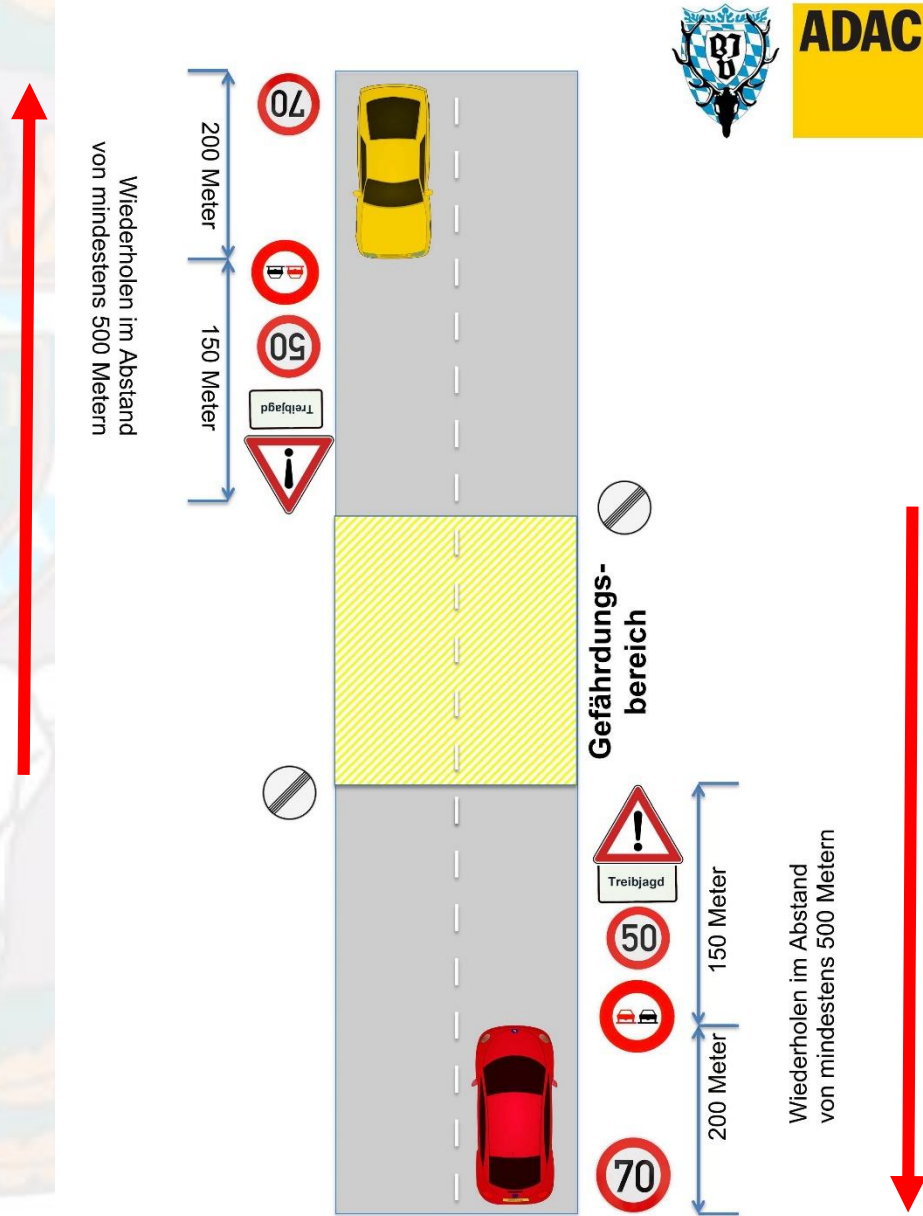 ADAC
BJV
70
200 Meter
Wiederholen im Abstand
von mindestens 500 Metern
150 Meter
50
Treibjagd
Gefährdungs-
bereich
Treibjagd
50
150 Meter
Wiederholen im Abstand
von mindestens 500 Metern
200 Meter
70